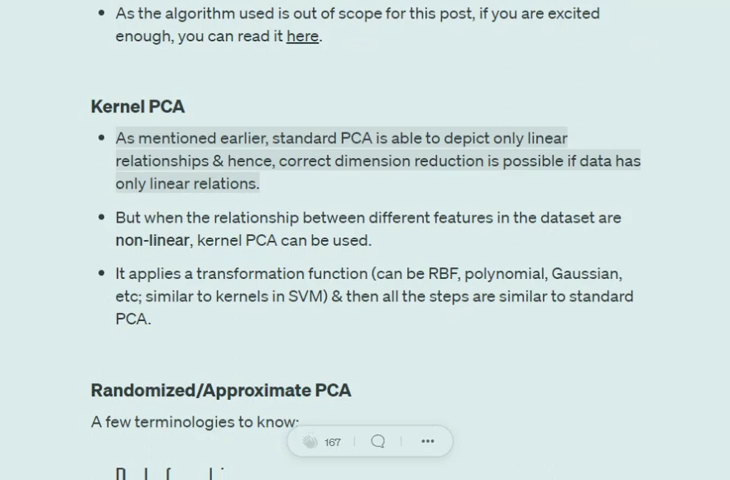 As the algorithm used is out of scope for this post, if you are excited
enough, you can read it here.
Kernel PCA
As mentioned earlier, standard PCA is able to depict only linear
relationships & hence, correct dimension reduction is possible if data has
only linear relations.
But when the relationship between different features in the dataset are
non-linear, kernel PCA can be used.
It applies a transformation function (can be RBF, polynomial, Gaussian,
etc; similar to kernels in SVM) & then all the steps are similar to standard
PCA.
Randomized/Approximate PCA
A few terminologies to know:
167